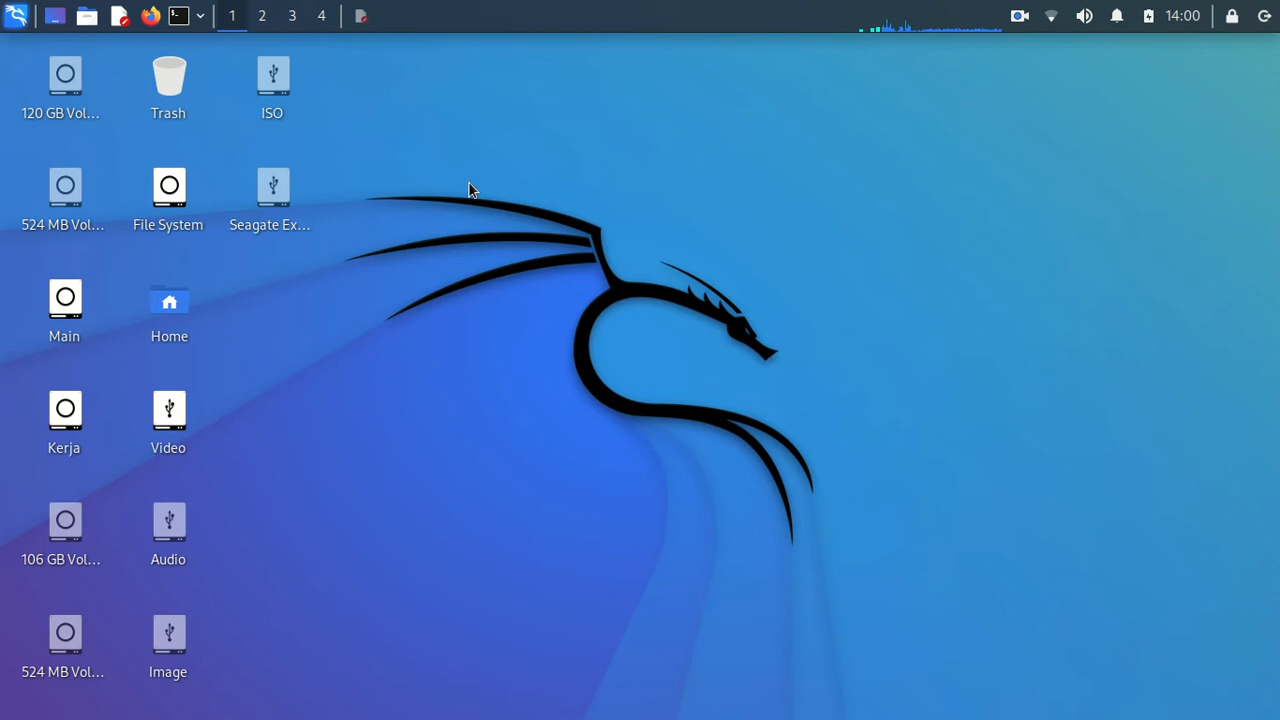 1 2 3 4 14:00
120 GB Vol...
Trash
ISO
524 MB Vol...
File System
Seagate Ex...
Main
Home
Kerja
Video
106 GB Vol...
Audio
524 MB Vol...
Image